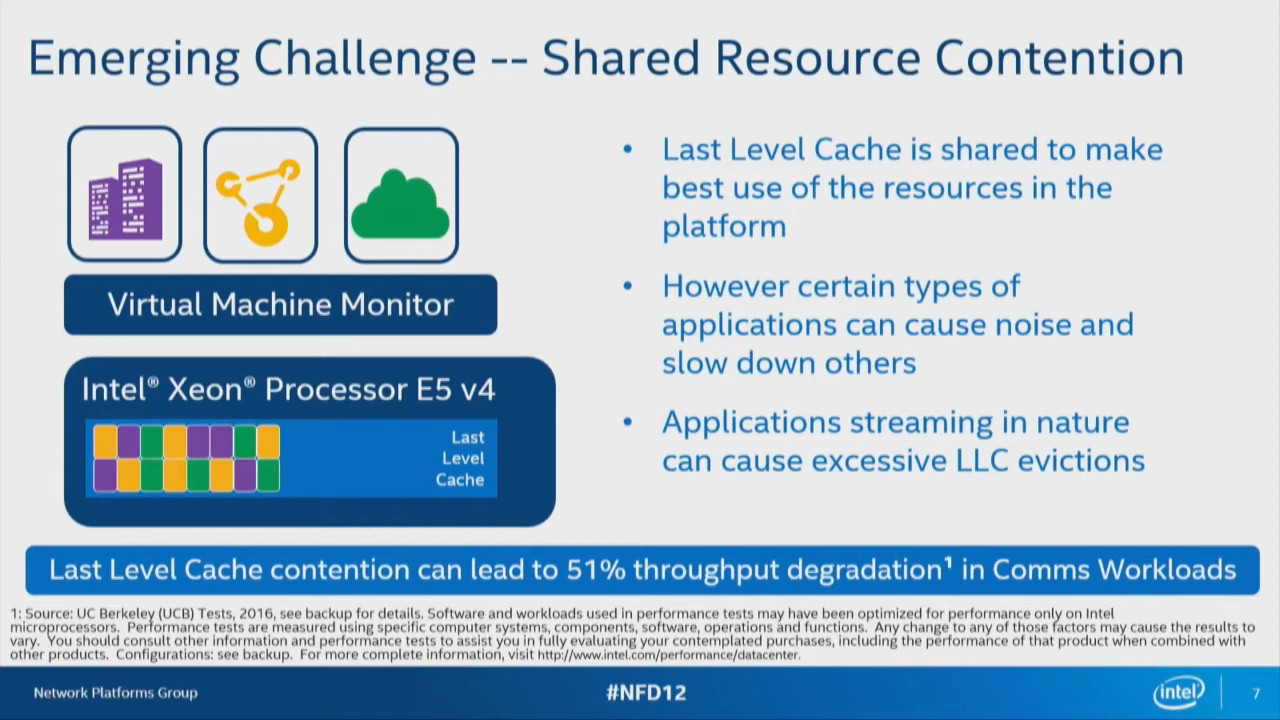 Emerging Challenge -- Shared Resource Contention
Virtual Machine Monitor
Intel® Xeon® Processor E5 v4
Last
Level
Cache
• Last Level Cache is shared to make
best use of the resources in the
platform
• However certain types of
applications can cause noise and
slow down others
• Applications streaming in nature
can cause excessive LLC evictions
Last Level Cache contention can lead to 51% throughput degradation¹ in Comms Workloads
1: Source: UC Berkeley (UCB) Tests, 2016, see backup for details. Software and workloads used in performance tests may have been optimized for performance only on Intel
microprocessors. Performance tests are measured using specific computer systems, components, software, operations and functions. Any change to any of those factors may cause the results to
vary. You should consult other information and performance tests to assist you in fully evaluating your contemplated purchases, including the performance of that product when combined with
other products. Configurations: see backup. For more complete information, visit http://www.intel.com/performance/datacenter.
Network Platforms Group
#NFD12
intel
7